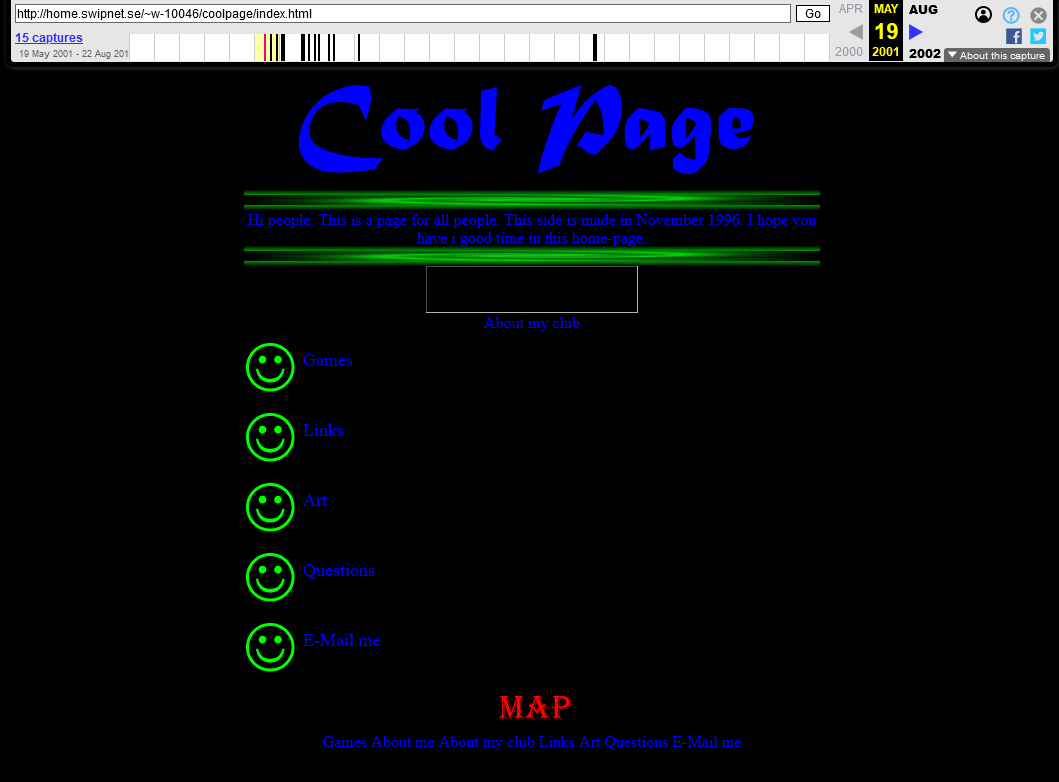 http://home.swipnet.se/~w-10046/coolpage/index.html Go APR MAY AUG
15 captures 19
19 May 2001 - 22 Aug 201 2000 2001 2002 About this capture
Cool Page
Hi people. This is a page for all people. This side is made in November 1996. I hope you
have i good time in this home-page.
About my club
Games
Links
Art
Questions
E-Mail me
MAP
Games About me About my club Links Art Questions E-Mail me